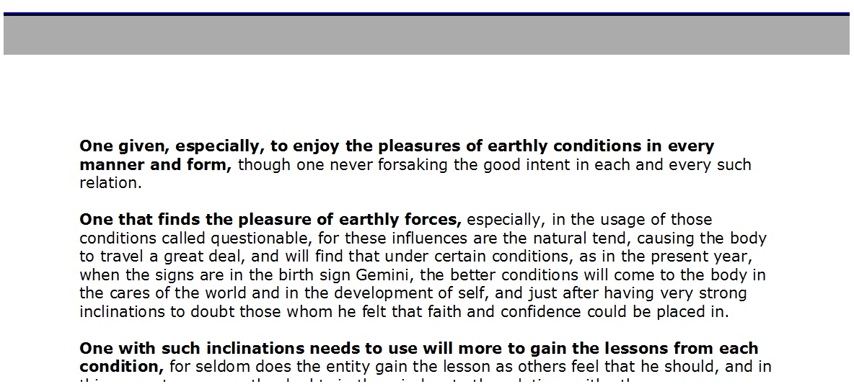 One given, especially, to enjoy the pleasures of earthly conditions in every
manner and form, though one never forsaking the good intent in each and every such
relation.
One that finds the pleasure of earthly forces, especially, in the usage of those
conditions called questionable, for these influences are the natural tend, causing the body
to travel a great deal, and will find that under certain conditions, as in the present year,
when the signs are in the birth sign Gemini, the better conditions will come to the body in
the cares of the world and in the development of self, and just after having very strong
inclinations to doubt those whom he felt that faith and confidence could be placed in.
One with such inclinations needs to use will more to gain the lessons from each
condition, for seldom does the entity gain the lesson as others feel that he should, and in